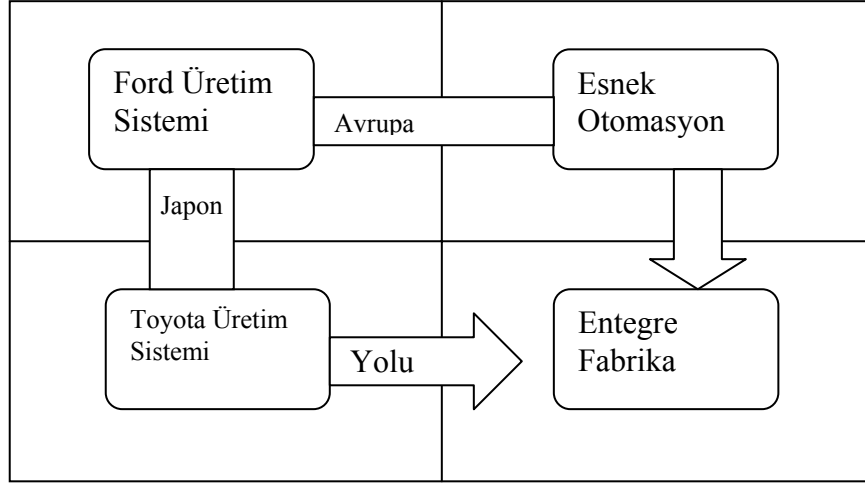 Ford Üretim
Sistemi
Avrupa
Esnek
Otomasyon
Japon
Toyota Üretim
Sistemi
Yolu
Entegre
Fabrika